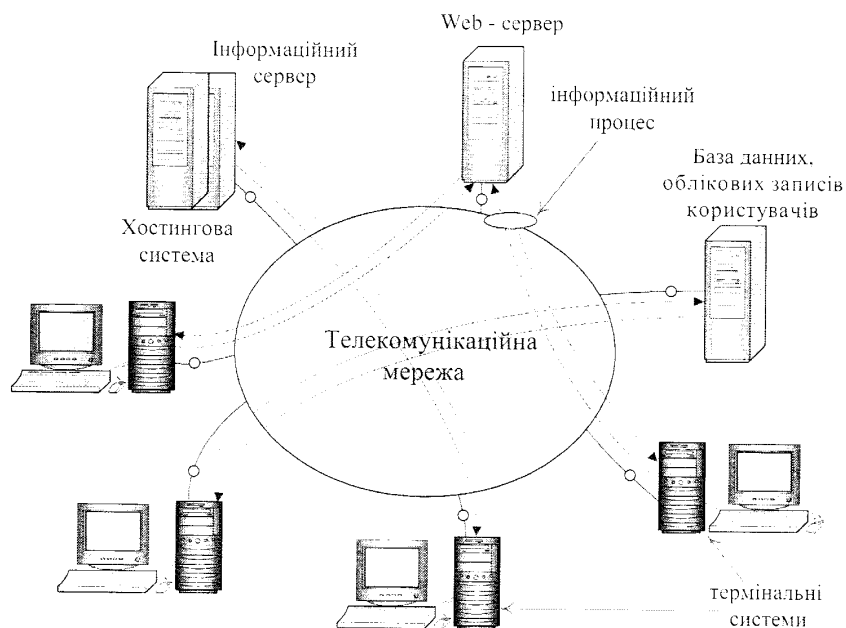 Web - сервер
Інформаційний
сервер
інформаційний
процес
База данних,
облікових записів
користувачів
Хостингова
система
Телекомунікаційна
мережа
термінальні
системи